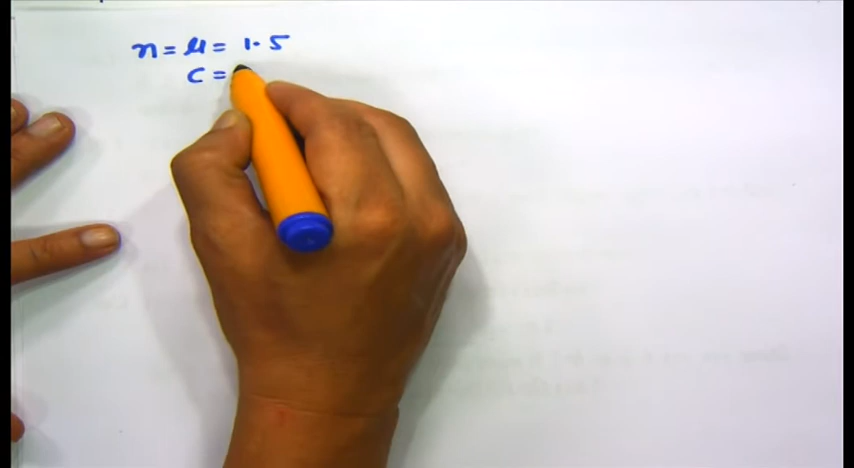 n = μ = 1.5
c =